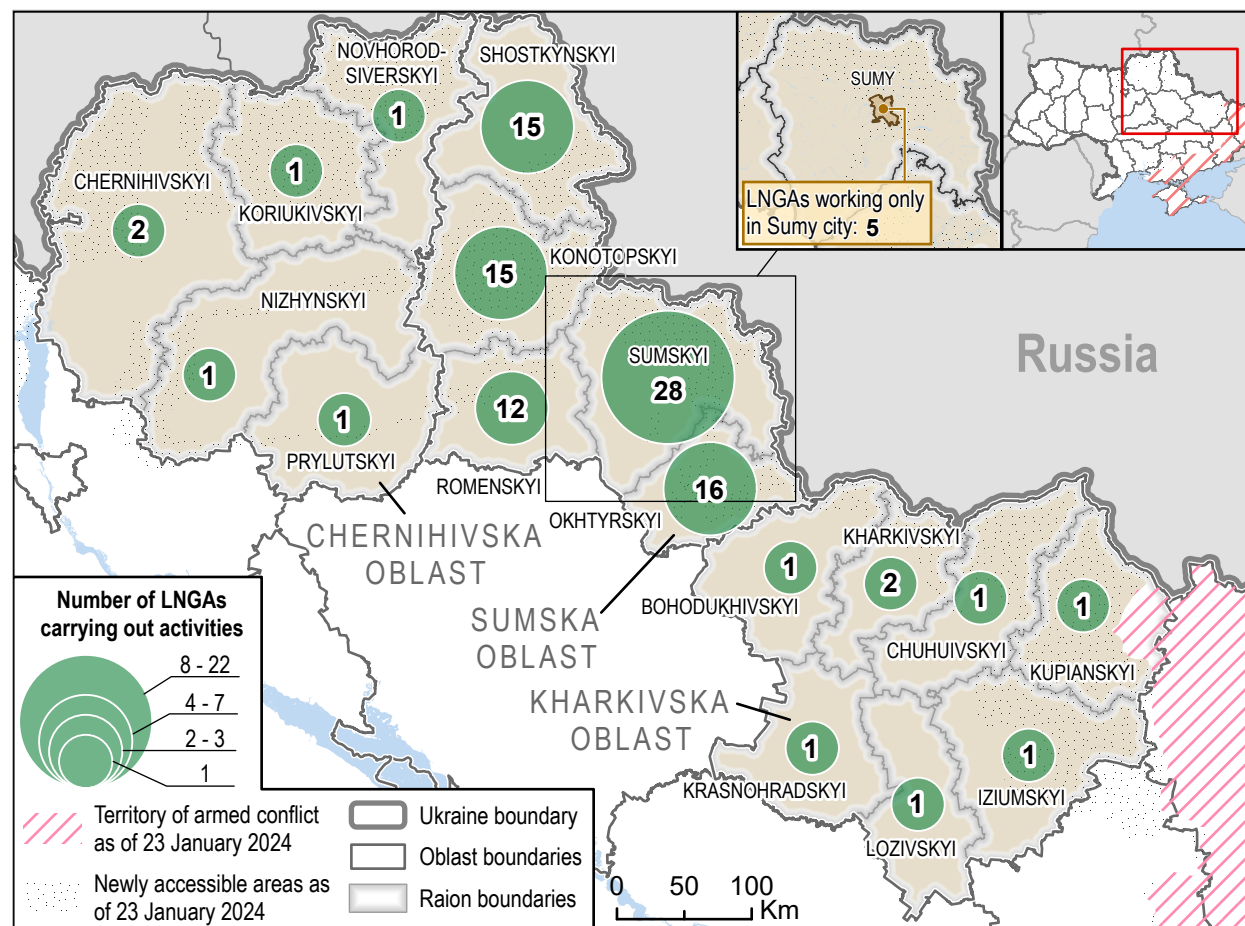 NOVHOROD-
SIVERSKYI
1
SHOSTKYNSKYI
15
CHERNIHIVSKYI
2
1
KORIUKIVSKYI
SUMY
LNGAs working only
in Sumy city: 5
15
KONOTOPSKYI
NIZHYNSKYI
1
Russia
SUMSKYI
28
12
ROMENSKYI
1
PRYLUTSKYI
16
OKHTYRSKYI
CHERNIHIVSKA
OBLAST
SUMSKA
OBLAST
KHARKIVSKA
OBLAST
1
BOHODUKHIVSKYI
KHARKIVSKYI
2
1
CHUHUIVSKYI
1
KUPIANSKYI
1
KRASNOHRADSKYI
1
LOZIVSKYI
1
IZIUMSKYI
Number of LNGAs
carrying out activities
8 - 22
4 - 7
2 - 3
1
Territory of armed conflict
as of 23 January 2024
Newly accessible areas as
of 23 January 2024
Ukraine boundary
Oblast boundaries
Raion boundaries
0 50 100
Km